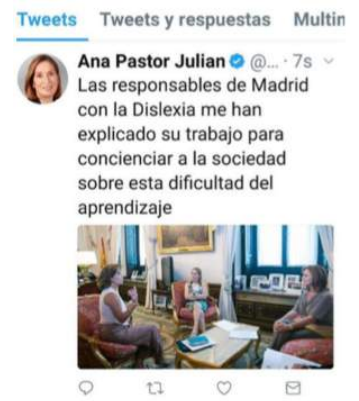 Tweets Tweets y respuestas Multin
Ana Pastor Julian @... · 7s
Las responsables de Madrid
con la Dislexia me han
explicado su trabajo para
concienciar a la sociedad
sobre esta dificultad del
aprendizaje